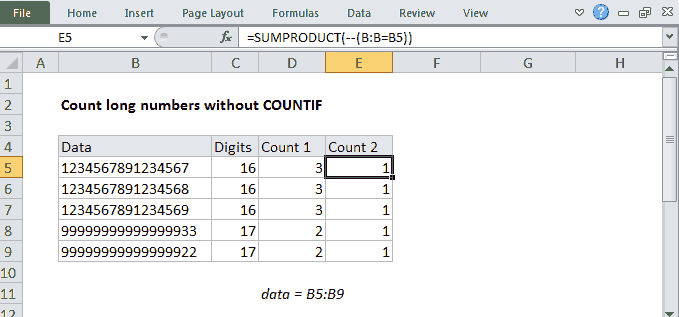 File Home Insert Page Layout Formulas Data Review View
E5 fx =SUMPRODUCT(--(B:B=B5))
A B C D E F G H
1
2 Count long numbers without COUNTIF
3
4 Data Digits Count 1 Count 2
5 1234567891234567 16 3 1
6 1234567891234568 16 3 1
7 1234567891234569 16 3 1
8 99999999999999933 17 2 1
9 99999999999999922 17 2 1
10
11 data = B5:B9
12